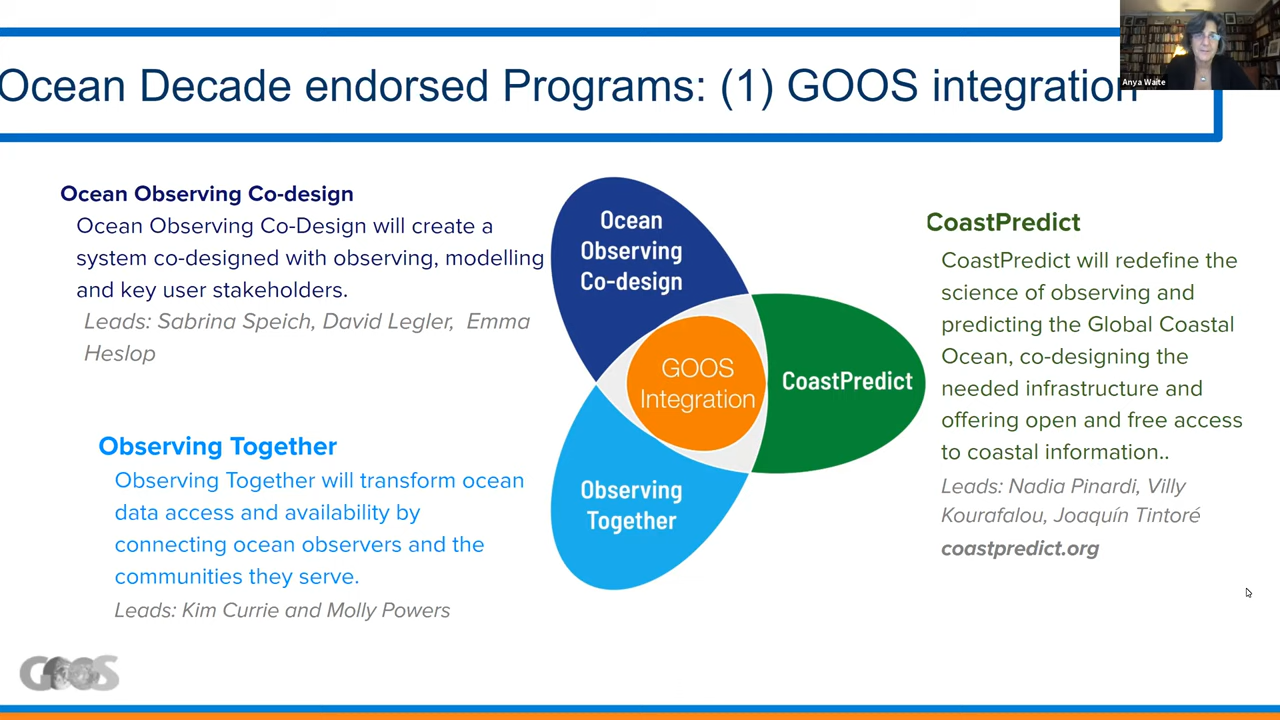 Ocean Decade endorsed Programs: (1) GOOS integration
Anya Waite
Ocean Observing Co-design
Ocean Observing Co-Design will create a
system co-designed with observing, modelling
and key user stakeholders.
Leads: Sabrina Speich, David Legler, Emma
Heslop
Observing Together
Observing Together will transform ocean
data access and availability by
connecting ocean observers and the
communities they serve.
Leads: Kim Currie and Molly Powers
Ocean
Observing
Co-design
GOOS
Integration
CoastPredict
Observing
Together
CoastPredict
CoastPredict will redefine the
science of observing and
predicting the Global Coastal
Ocean, co-designing the
needed infrastructure and
offering open and free access
to coastal information..
Leads: Nadia Pinardi, Villy
Kourafalou, Joaquín Tintoré
coastpredict.org
GOOS